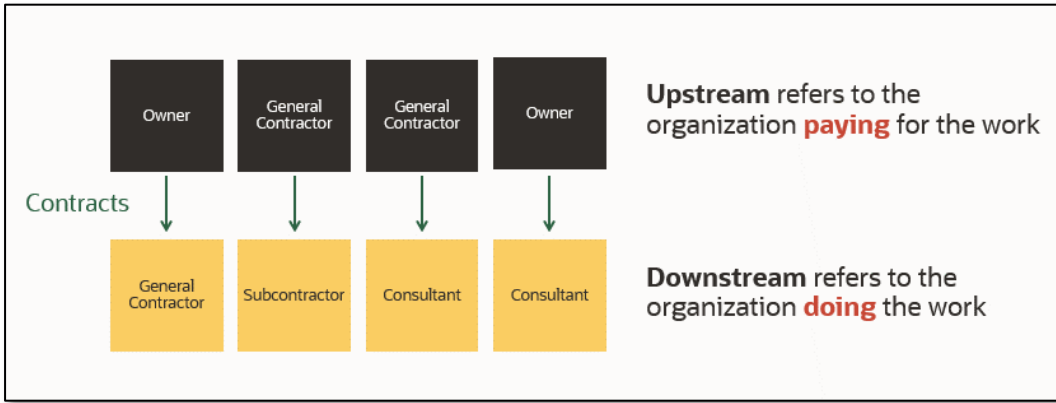 Owner
General
Contractor
General
Contractor
Owner
Upstream refers to the
organization paying for the work
Contracts
General
Contractor
Subcontractor
Consultant
Consultant
Downstream refers to the
organization doing the work